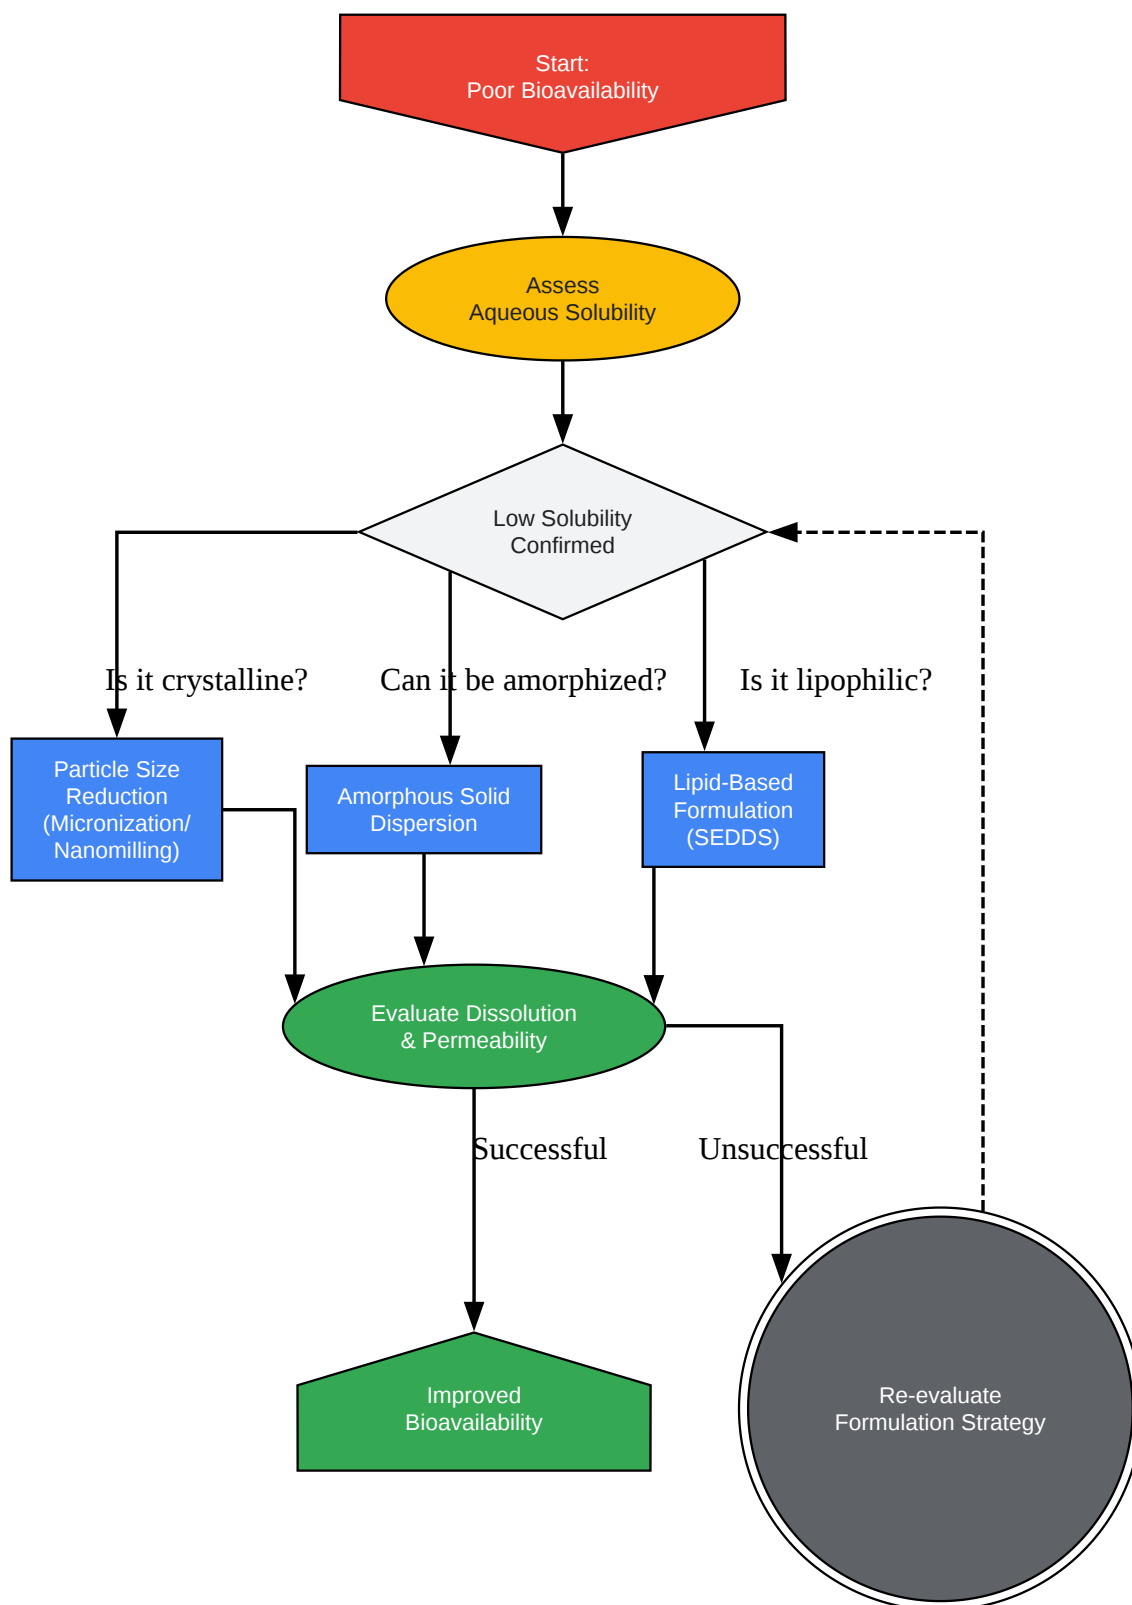 Start:
Poor Bioavailability
Assess
Aqueous Solubility
Low Solubility
Confirmed
Is it crystalline?
Can it be amorphized?
Is it lipophilic?
Particle Size
Reduction
(Micronization/
Nanomilling)
Amorphous Solid
Dispersion
Lipid-Based
Formulation
(SEDDS)
Evaluate Dissolution
& Permeability
Successful
Unsuccessful
Improved
Bioavailability
Re-evaluate
Formulation Strategy